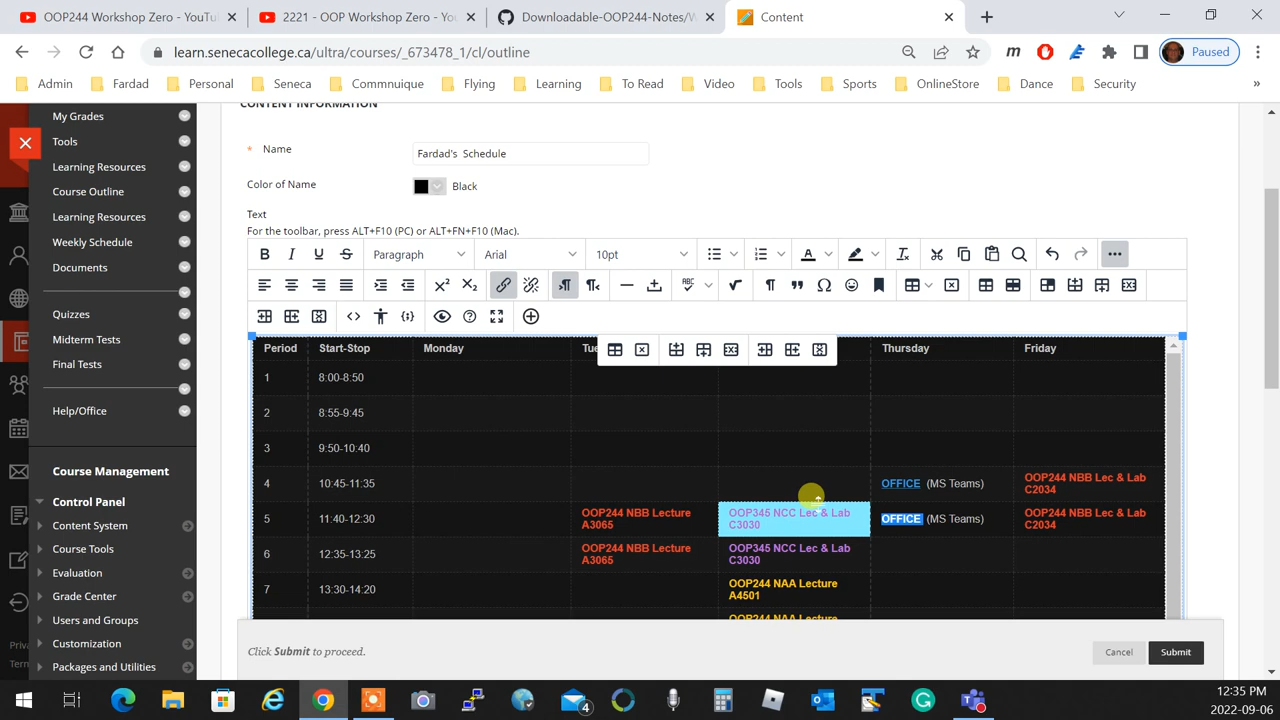 OOP244 Workshop Zero - YouTu
2221 - OOP Workshop Zero - YouT
Downloadable-OOP244-Notes/W
Content
learn.senecacollege.ca/ultra/courses/_673478_1/cl/outline
Paused
Admin
Fardad
Personal
Seneca
Commnuique
Flying
Learning
To Read
Video
Tools
Sports
OnlineStore
Dance
Security
»
My Grades
Tools
Learning Resources
Course Outline
Learning Resources
Weekly Schedule
Documents
Quizzes
Midterm Tests
Final Tests
Help/Office
Course Management
Control Panel
Content System
Course Tools
Evaluation
Grade Center
Users and Groups
Customization
Packages and Utilities
CONTENT INFORMATION
* Name
Fardad's Schedule
Color of Name
Black
Text
For the toolbar, press ALT+F10 (PC) or ALT+FN+F10 (Mac).
Paragraph
Arial
10pt
Period Start-Stop Monday Thursday Friday
1 8:00-8:50
2 8:55-9:45
3 9:50-10:40
4 10:45-11:35 OFFICE (MS Teams) OOP244 NBB Lec & Lab
C2034
5 11:40-12:30 OOP244 NBB Lecture OOP345 NCC Lec & Lab OFFICE (MS Teams) OOP244 NBB Lec & Lab
A3065 C3030 C2034
6 12:35-13:25 OOP244 NBB Lecture OOP345 NCC Lec & Lab
A3065 C3030
7 13:30-14:20 OOP244 NAA Lecture
A4501
OOP244 NAA Lecture
Click Submit to proceed.
Cancel
Submit
4
12:35 PM
2022-09-06